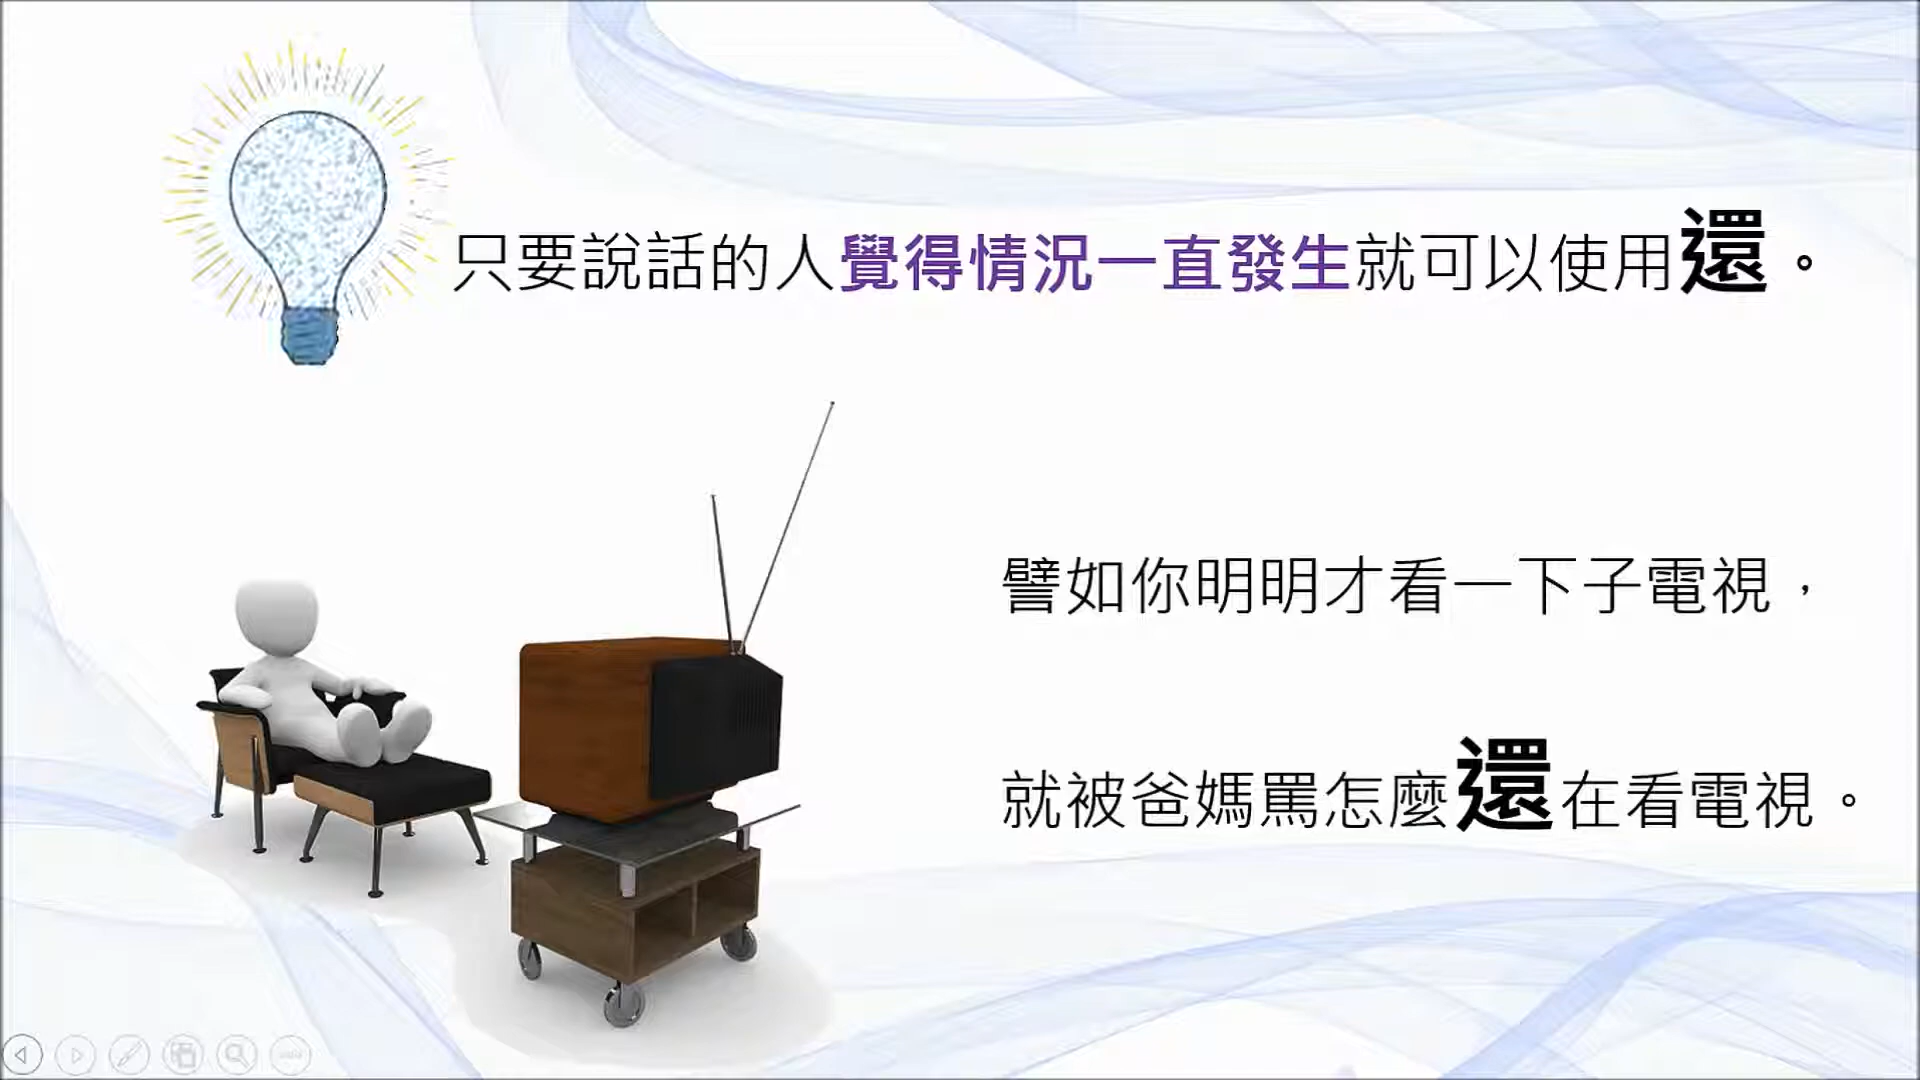 只要說話的人覺得情況一直發生就可以使用還。
譬如你明明才看一下子電視，
就被爸媽罵怎麼還在看電視。